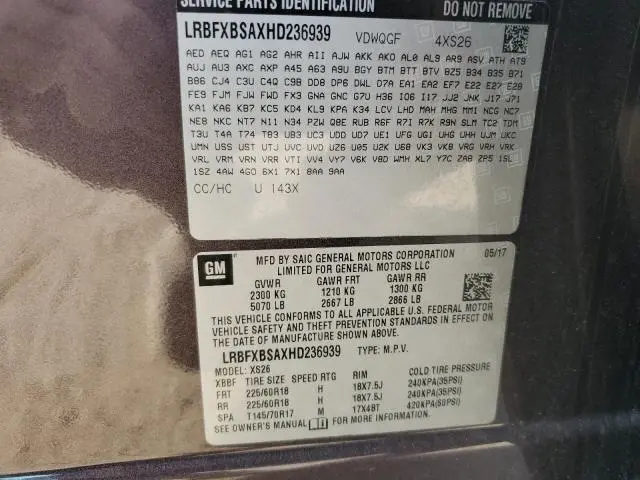 SERVICE PARTS IDENTIFICATION DO NOT REMOVE
LRBFXBSAXHD236939 VDWQGF 4XS26
AED AEQ AG1 AG2 AHR AII AJW AKK AKO AL0 AL9 AR9 ASV ATH AT9
AUJ AU3 AXC AXP A45 A63 A9U BGY BTM BTT BTV BZ5 B34 B35 B71
B86 CJ4 C3U C4Q C9B DD8 DP6 DWL D7A EA1 EA2 EF7 E22 E27 E28
FE9 FJM FJW FWD FX3 GNA GNC G7U H36 IO6 I17 JJ2 JNK J17 J71
KA1 KA6 KB7 KC5 KD4 KL9 KPA K34 LCV LHD MAH MHG MM1 NCG NC7
NE8 NKC NT7 N11 N34 PZW Q8E RUB R6F R7I R7K R9N SLM TC2 TDM
T3U T4A T74 T83 UB3 UC3 UDD UD7 UE1 UFG UG1 UHG UHH UJM UKC
UMN USS UST UTJ UVC UVD UZ6 U05 U2K U68 VK3 VK8 VRG VRH VRK
VRL VRM VRN VRR VTI VV4 VY7 V6K V8D WMH XL7 Y7C ZAB ZP5 1SL
1SZ 4AW 4G0 6X1 7X1 8AA 9AA
CC/HC U 143X
GM
MFD BY SAIC GENERAL MOTORS CORPORATION 05/17
LIMITED FOR GENERAL MOTORS LLC
GVWR GAWR FRT GAWR RR
2300 KG 1210 KG 1300 KG
5070 LB 2667 LB 2866 LB
THIS VEHICLE CONFORMS TO ALL APPLICABLE U.S. FEDERAL MOTOR
VEHICLE SAFETY AND THEFT PREVENTION STANDARDS IN EFFECT ON
THE DATE OF MANUFACTURE SHOWN ABOVE.
LRBFXBSAXHD236939 TYPE: M.P.V.
MODEL: XS26
XBBF TIRE SIZE SPEED RTG RIM COLD TIRE PRESSURE
FRT 225/60R18 H 18X7.5J 240KPA(35PSI)
RR 225/60R18 H 18X7.5J 240KPA(35PSI)
SPA T145/70R17 M 17X4BT 420KPA(60PSI)
SEE OWNER'S MANUAL FOR ADDITIONAL INFORMATION.